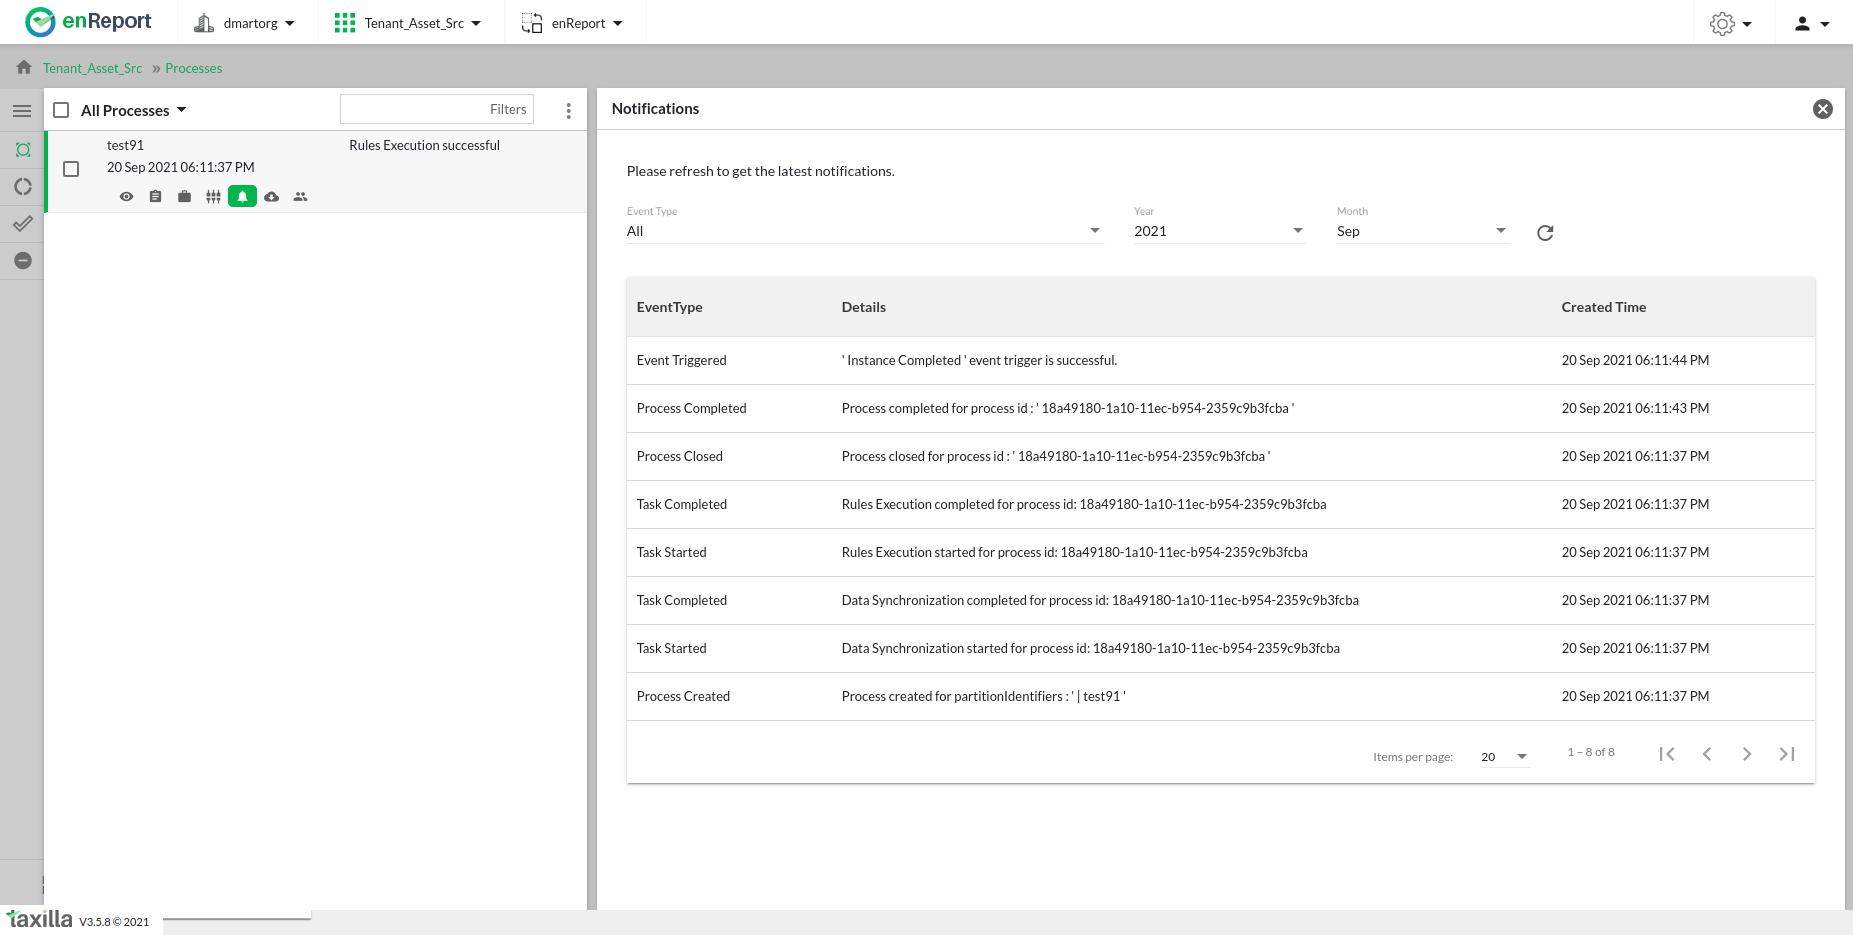 enReport
dmartorg
Tenant_Asset_Src
enReport
Tenant_Asset_Src » Processes
All Processes
Filters
test91
Rules Execution successful
20 Sep 2021 06:11:37 PM
Notifications
Please refresh to get the latest notifications.
Event Type
Year
Month
All
2021
Sep
EventType Details Created Time
Event Triggered ' Instance Completed ' event trigger is successful. 20 Sep 2021 06:11:44 PM
Process Completed Process completed for process id : ' 18a49180-1a10-11ec-b954-2359c9b3fcba ' 20 Sep 2021 06:11:43 PM
Process Closed Process closed for process id : ' 18a49180-1a10-11ec-b954-2359c9b3fcba ' 20 Sep 2021 06:11:37 PM
Task Completed Rules Execution completed for process id: 18a49180-1a10-11ec-b954-2359c9b3fcba 20 Sep 2021 06:11:37 PM
Task Started Rules Execution started for process id: 18a49180-1a10-11ec-b954-2359c9b3fcba 20 Sep 2021 06:11:37 PM
Task Completed Data Synchronization completed for process id: 18a49180-1a10-11ec-b954-2359c9b3fcba 20 Sep 2021 06:11:37 PM
Task Started Data Synchronization started for process id: 18a49180-1a10-11ec-b954-2359c9b3fcba 20 Sep 2021 06:11:37 PM
Process Created Process created for partitionIdentifiers : ' | test91 ' 20 Sep 2021 06:11:37 PM
Items per page: 20 1 – 8 of 8
taxilla V3.5.8 © 2021